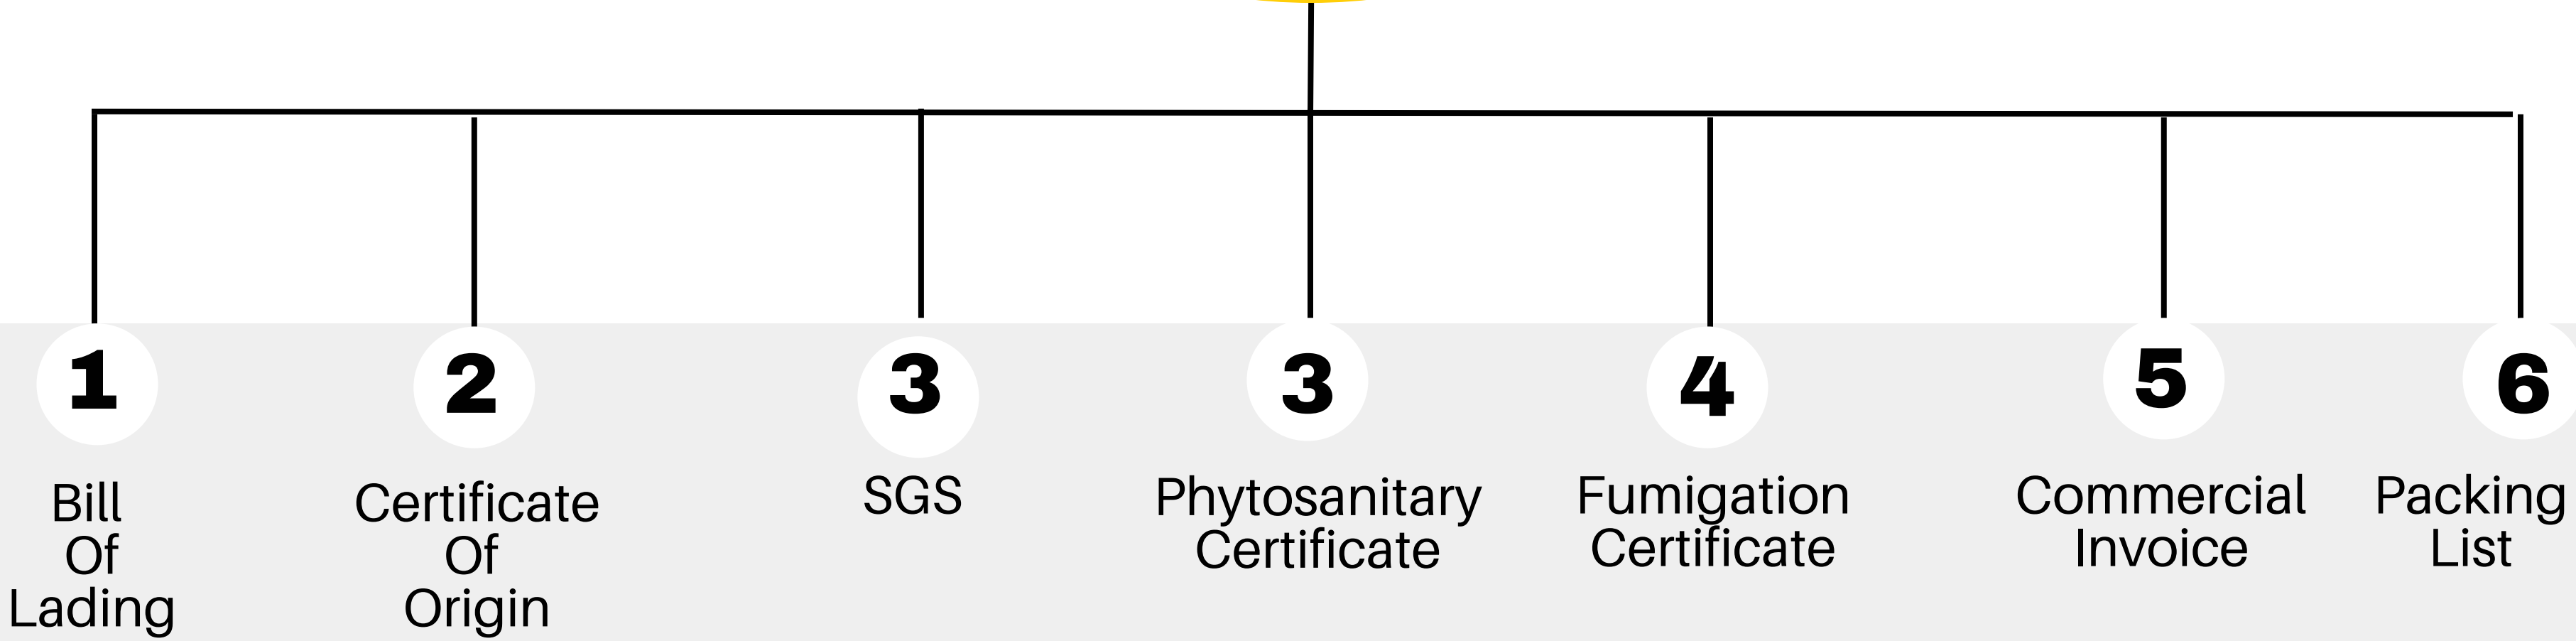 1
Bill
Of
Lading
2
Certificate
Of
Origin
3
SGS
3
Phytosanitary
Certificate
4
Fumigation
Certificate
5
Commercial
Invoice
6
Packing
List